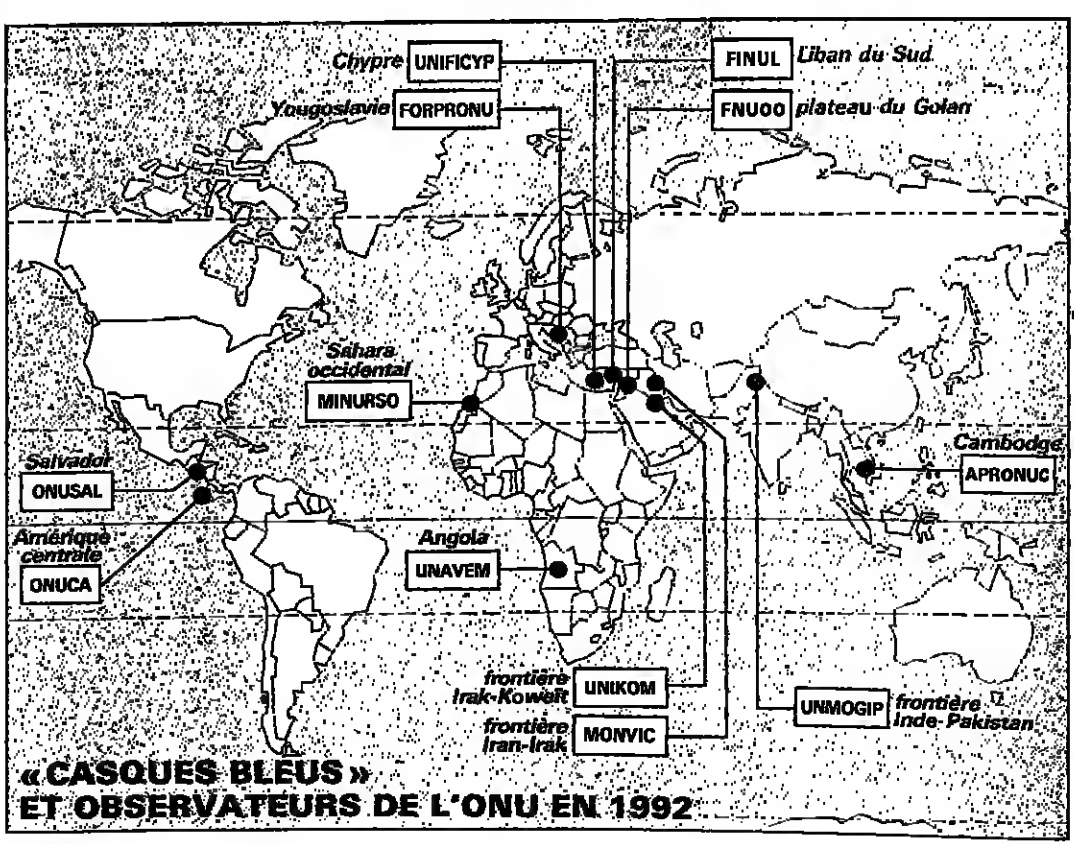 Chypre UNIFICYP
FINUL Liban du Sud
Yougoslavie FORPRONU
FNUOO plateau du Golan
Sahara
occidental
MINURSO
Salvador
ONUSAL
Cambodge
APRONUC
Amérique
centrale
ONUCA
Angola
UNAVEM
frontière
Irak-Koweït
UNIKOM
frontière
Iran-Irak
MONVIC
UNMOGIP
frontière
Inde-Pakistan
« CASQUES BLEUS »
ET OBSERVATEURS DE L'ONU EN 1992